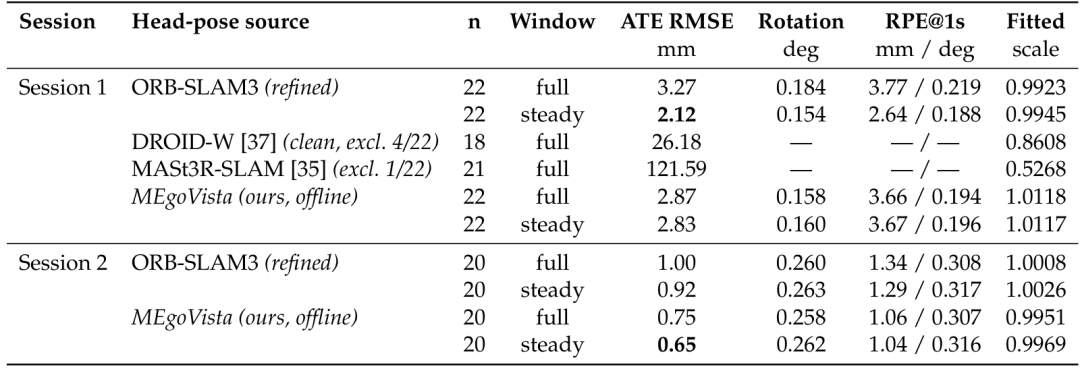 Session Head-pose source n Window ATE RMSE Rotation RPE@1s Fitted
mm deg mm / deg scale
Session 1 ORB-SLAM3 (refined) 22 full 3.27 0.184 3.77 / 0.219 0.9923
22 steady 2.12 0.154 2.64 / 0.188 0.9945
DROID-W [37] (clean, excl. 4/22) 18 full 26.18 — — / — 0.8608
MASt3R-SLAM [35] (excl. 1/22) 21 full 121.59 — — / — 0.5268
MEgoVista (ours, offline) 22 full 2.87 0.158 3.66 / 0.194 1.0118
22 steady 2.83 0.160 3.67 / 0.196 1.0117
Session 2 ORB-SLAM3 (refined) 20 full 1.00 0.260 1.34 / 0.308 1.0008
20 steady 0.92 0.263 1.29 / 0.317 1.0026
MEgoVista (ours, offline) 20 full 0.75 0.258 1.06 / 0.307 0.9951
20 steady 0.65 0.262 1.04 / 0.316 0.9969